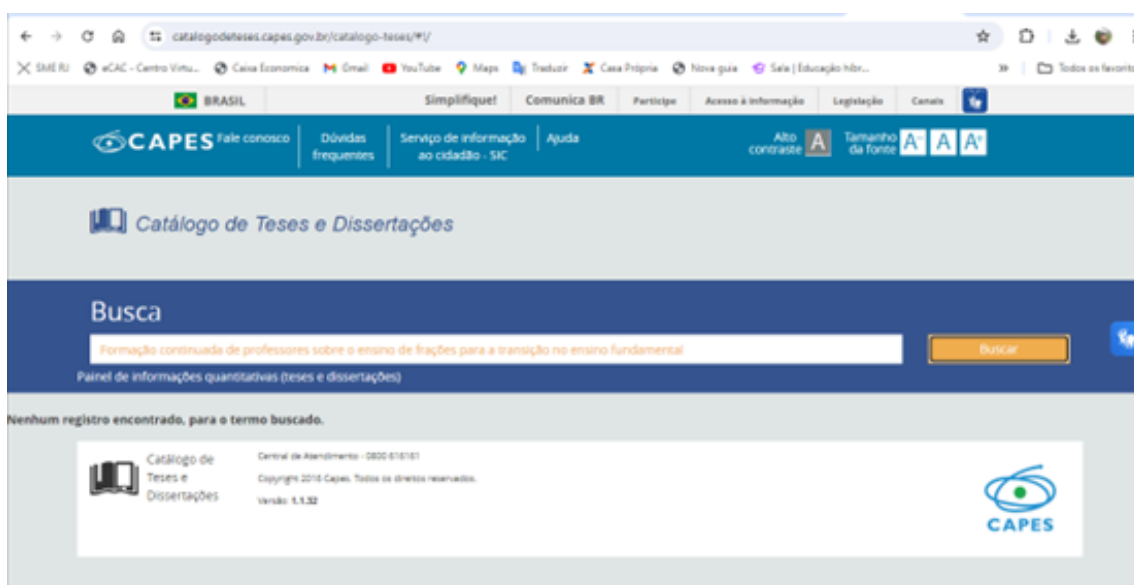 catalogodeteses.capes.gov.br/catalogo-teses/#!/
SME RJ eCAC - Centro Virtu... Caixa Economica Gmail YouTube Maps Traduzir Casa Própria Nova guia Sala | Educação híbr... Todos os favorito
BRASIL Simplifique! Comunica BR Participe Acesso à informação Legislação Canais
CAPES Fale conosco Dúvidas frequentes Serviço de informação ao cidadão - SIC Ajuda Alto contraste A Tamanho da fonte A- A A+
Catálogo de Teses e Dissertações
Busca
Formação continuada de professores sobre o ensino de frações para a transição no ensino fundamental Buscar
Painel de informações quantitativas (teses e dissertações)
Nenhum registro encontrado, para o termo buscado.
Catálogo de
Teses e
Dissertações
Central de Atendimento - 0800 616161
Copyright 2016 Capes. Todos os direitos reservados.
Versão: 1.1.32
CAPES